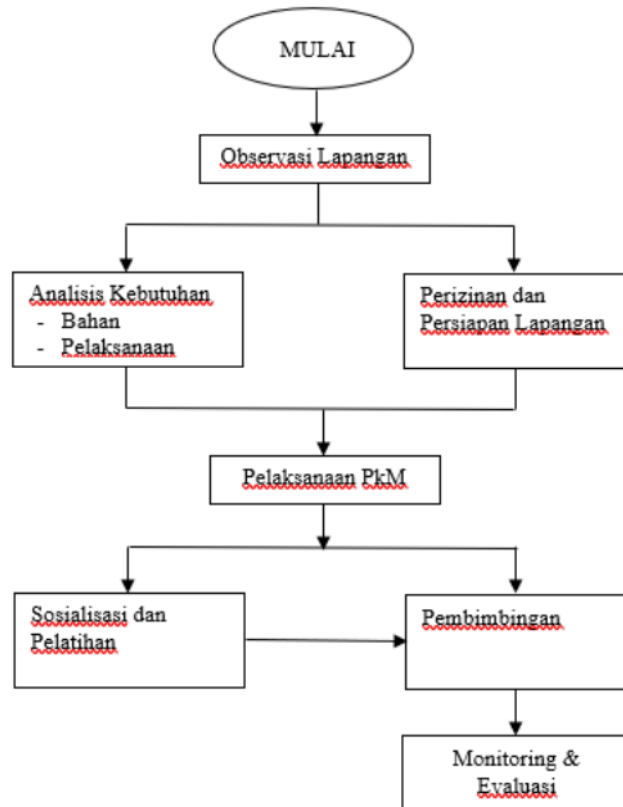 MULAI
Observasi Lapangan
Analisis Kebutuhan
- Bahan
- Pelaksanaan
Perizinan dan
Persiapan Lapangan
Pelaksanaan PkM
Sosialisasi dan
Pelatihan
Pembimbingan
Monitoring &
Evaluasi